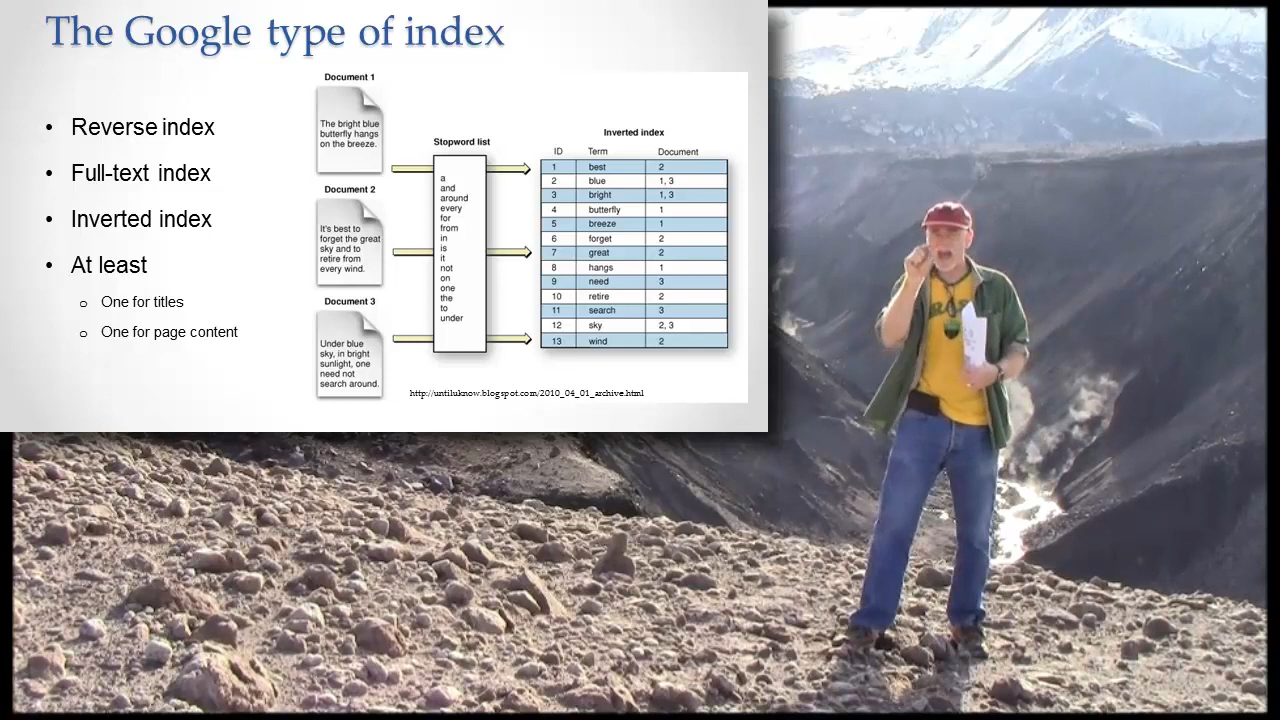 The Google type of index
• Reverse index
• Full-text index
• Inverted index
• At least
o One for titles
o One for page content
Document 1
The bright blue
butterfly hangs
on the breeze.
Document 2
It's best to
forget the great
sky and to
retire from
every wind.
Document 3
Under blue
sky, in bright
sunlight, one
need not
search around.
Stopword list
a
and
around
every
for
from
in
is
it
not
on
one
the
to
under
Inverted index
ID Term Document
1 best 2
2 blue 1, 3
3 bright 1, 3
4 butterfly 1
5 breeze 1
6 forget 2
7 great 2
8 hangs 1
9 need 3
10 retire 2
11 search 3
12 sky 2, 3
13 wind 2
http://untiluknow.blogspot.com/2010_04_01_archive.html